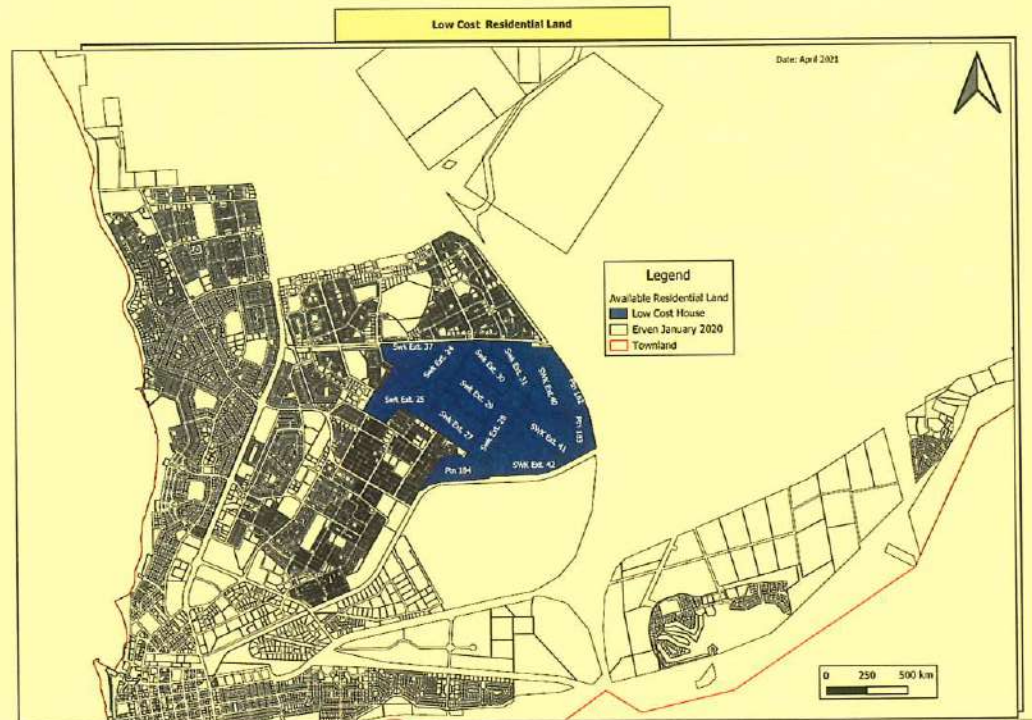 Low Cost Residential Land
Date: April 2021
Legend
Available Residential Land
Low Cost House
Erven January 2020
Townland
Swk Ext. 37
Swk Ext. 24
Swk Ext. 30
Swk Ext. 31
SWK Ext.40
Ptn 182
Swk Ext. 25
Swk Ext. 29
Ptn 183
Swk Ext. 27
Swk Ext. 28
SWK Ext. 41
Ptn 184
SWK Ext. 42
0 250 500 km